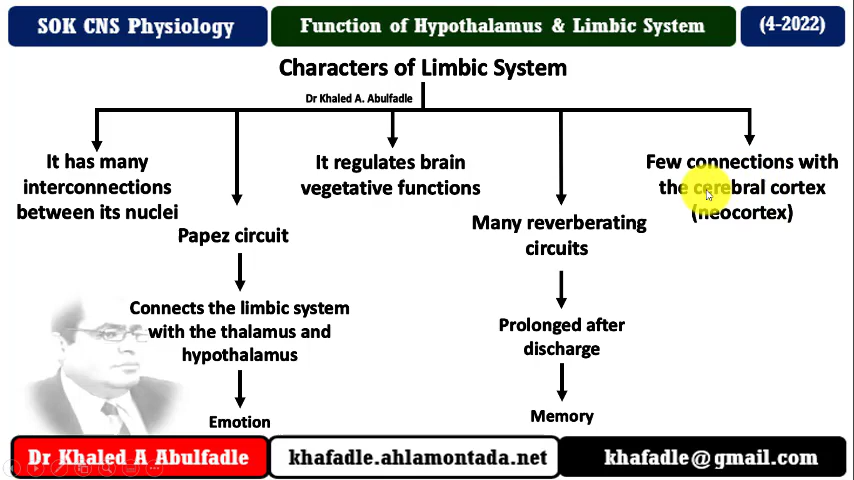 SOK CNS Physiology
Function of Hypothalamus & Limbic System
(4-2022)
Characters of Limbic System
Dr Khaled A. Abulfadle
It has many
interconnections
between its nuclei
Papez circuit
Connects the limbic system
with the thalamus and
hypothalamus
Emotion
It regulates brain
vegetative functions
Many reverberating
circuits
Prolonged after
discharge
Memory
Few connections with
the cerebral cortex
(neocortex)
Dr Khaled A Abulfadle
khafadle.ahlamontada.net
khafadle@gmail.com